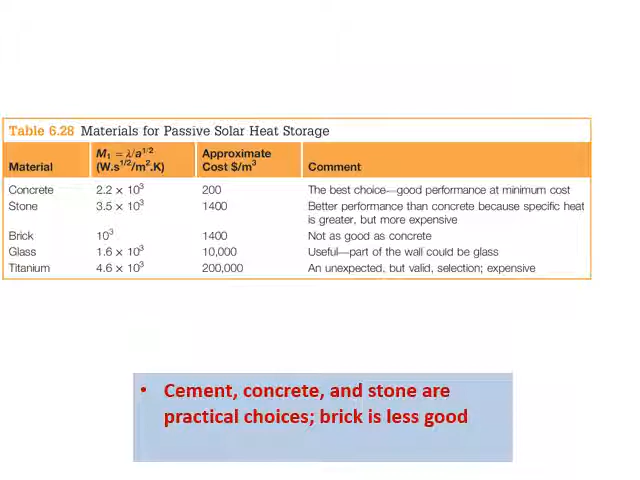 Table 6.28 Materials for Passive Solar Heat Storage
Material M₁ = λ/a^1/2 (W.s^1/2/m².K) Approximate Cost $/m³ Comment
Concrete 2.2 × 10³ 200 The best choice—good performance at minimum cost
Stone 3.5 × 10³ 1400 Better performance than concrete because specific heat
is greater, but more expensive
Brick 10³ 1400 Not as good as concrete
Glass 1.6 × 10³ 10,000 Useful—part of the wall could be glass
Titanium 4.6 × 10³ 200,000 An unexpected, but valid, selection; expensive
• Cement, concrete, and stone are
practical choices; brick is less good